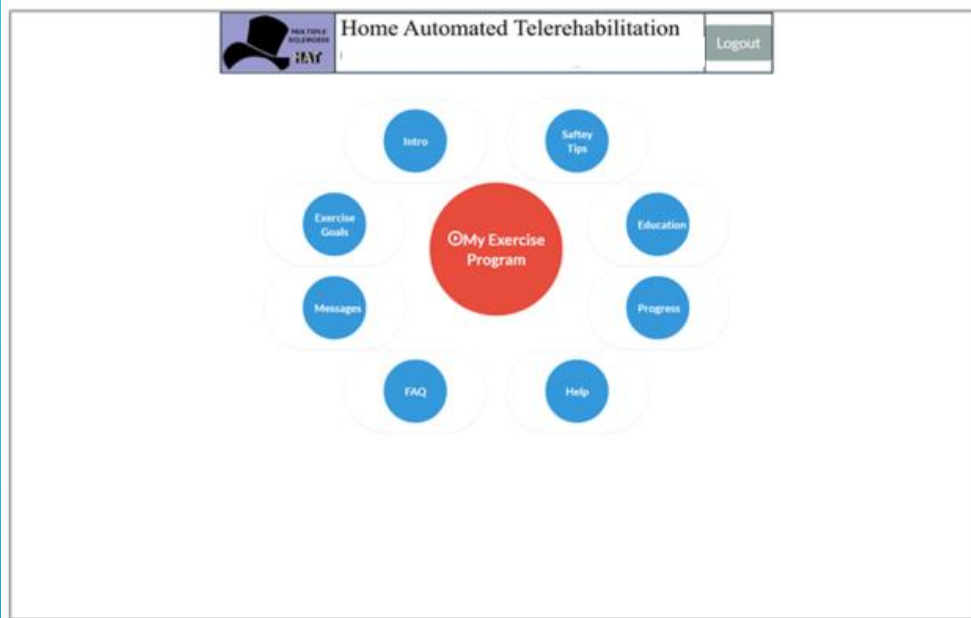 MULTIPLE
SCLEROSIS
HAT
Home Automated Telerehabilitation
Logout
Intro
Saftey
Tips
Exercise
Goals
My Exercise
Program
Education
Messages
Progress
FAQ
Help